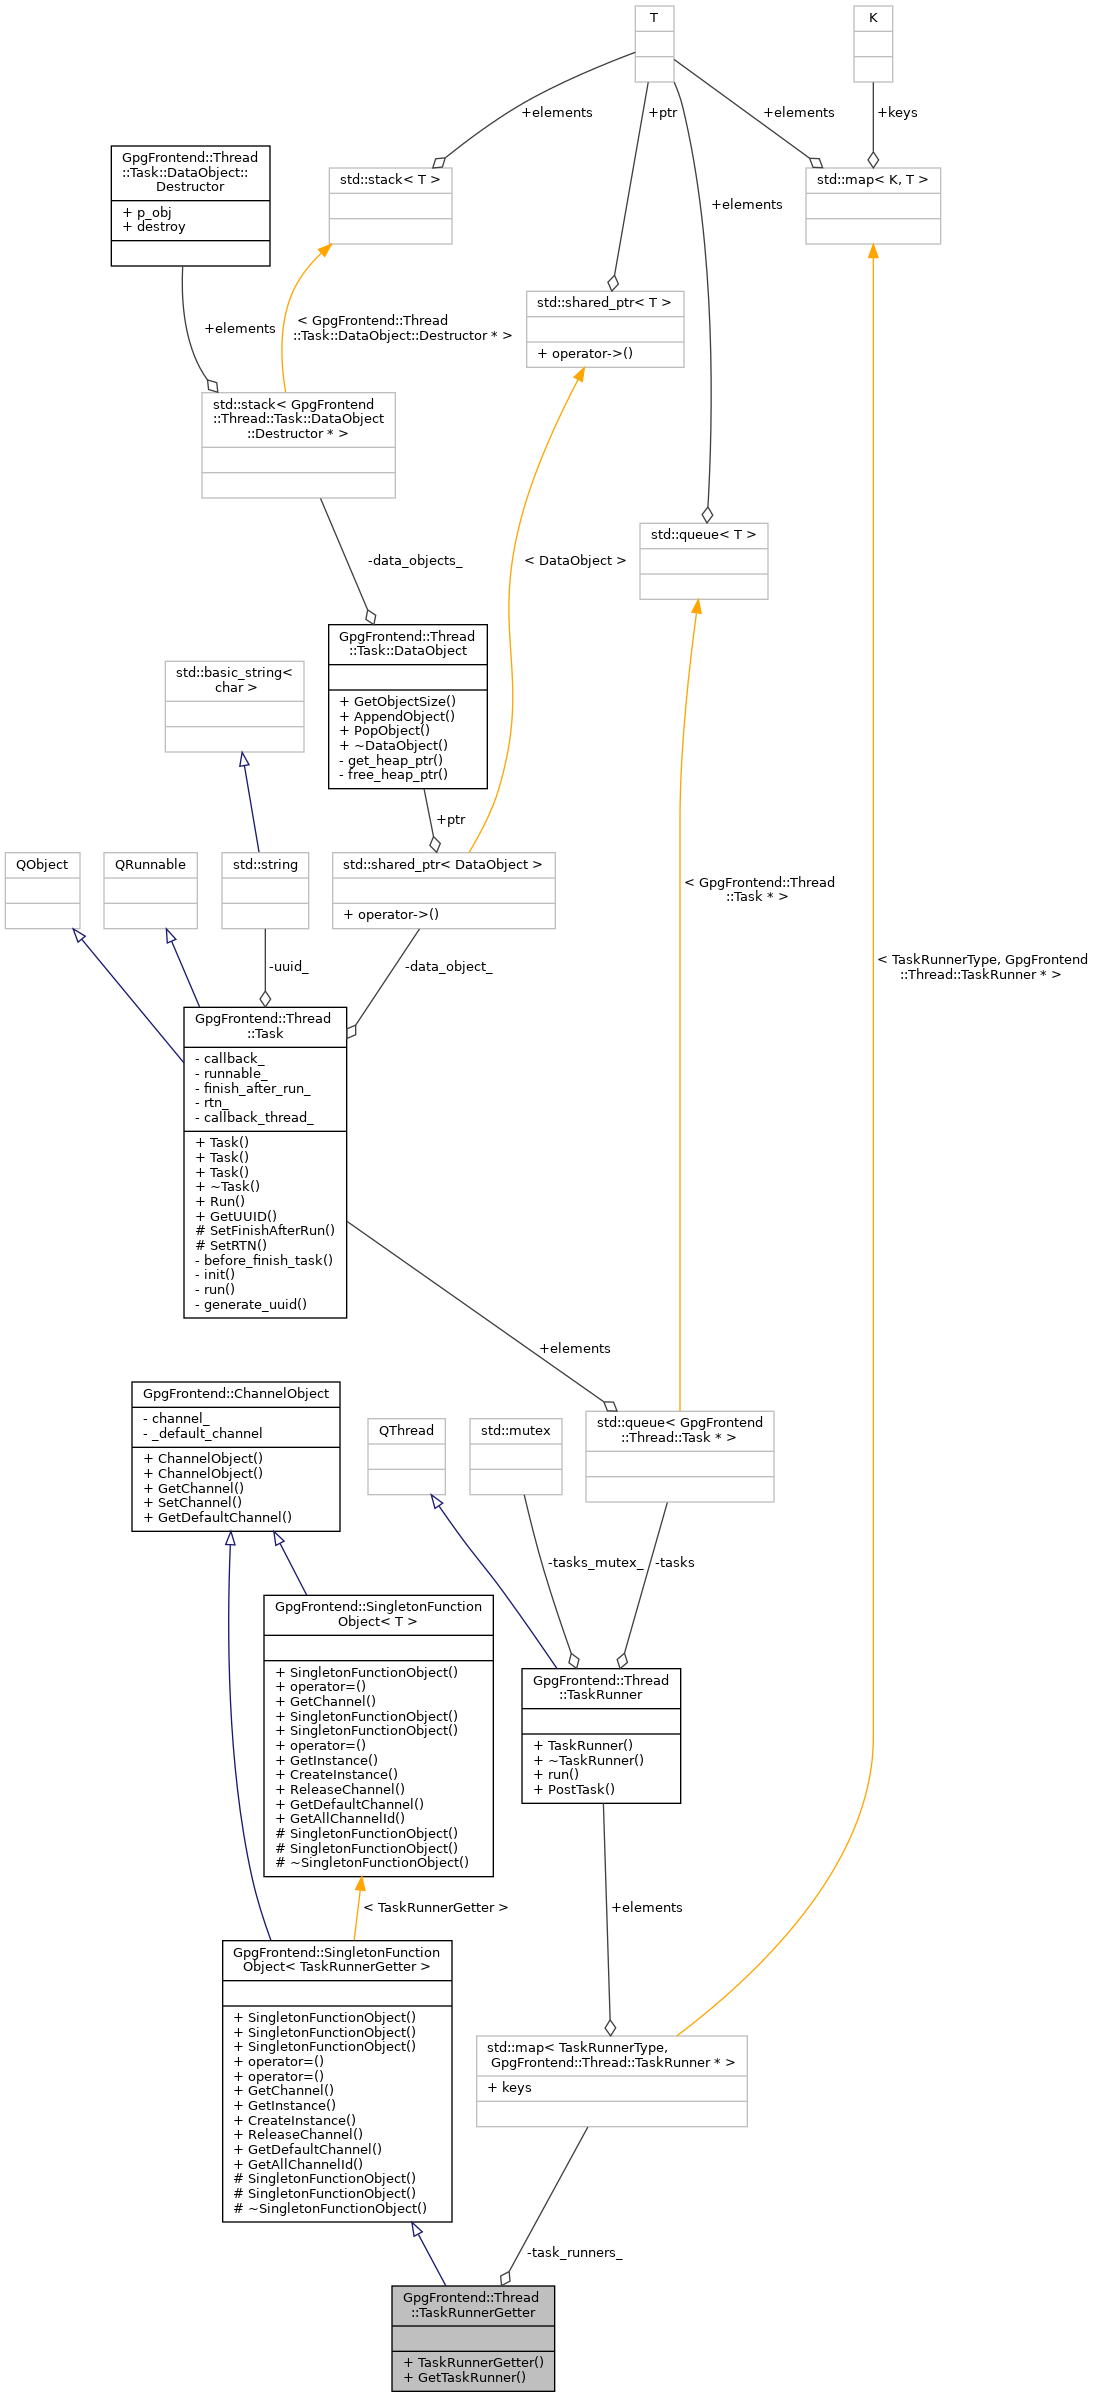 T
K
+elements
+ptr
+elements
+keys
GpgFrontend::Thread
::Task::DataObject::
Destructor
+ p_obj
+ destroy
std::stack< T >
std::map< K, T >
+elements
std::shared_ptr< T >
+ operator->()
+elements
< GpgFrontend::Thread
::Task::DataObject::Destructor * >
std::stack< GpgFrontend
::Thread::Task::DataObject
::Destructor * >
std::queue< T >
-data_objects_
< DataObject >
GpgFrontend::Thread
::Task::DataObject
+ GetObjectSize()
+ AppendObject()
+ PopObject()
+ ~DataObject()
- get_heap_ptr()
- free_heap_ptr()
std::basic_string<
char >
+ptr
QObject
QRunnable
std::string
std::shared_ptr< DataObject >
+ operator->()
< GpgFrontend::Thread
::Task * >
-uuid_
-data_object_
< TaskRunnerType, GpgFrontend
::Thread::TaskRunner * >
GpgFrontend::Thread
::Task
- callback_
- runnable_
- finish_after_run_
- rtn_
- callback_thread_
+ Task()
+ Task()
+ Task()
+ ~Task()
+ Run()
+ GetUUID()
# SetFinishAfterRun()
# SetRTN()
- before_finish_task()
- init()
- run()
- generate_uuid()
+elements
GpgFrontend::ChannelObject
- channel_
- _default_channel
+ ChannelObject()
+ ChannelObject()
+ GetChannel()
+ SetChannel()
+ GetDefaultChannel()
QThread
std::mutex
std::queue< GpgFrontend
::Thread::Task * >
-tasks_mutex_
-tasks
GpgFrontend::SingletonFunction
Object< T >
+ SingletonFunctionObject()
+ operator=()
+ GetChannel()
+ SingletonFunctionObject()
+ SingletonFunctionObject()
+ operator=()
+ GetInstance()
+ CreateInstance()
+ ReleaseChannel()
+ GetDefaultChannel()
+ GetAllChannelId()
# SingletonFunctionObject()
# SingletonFunctionObject()
# ~SingletonFunctionObject()
GpgFrontend::Thread
::TaskRunner
+ TaskRunner()
+ ~TaskRunner()
+ run()
+ PostTask()
< TaskRunnerGetter >
+elements
GpgFrontend::SingletonFunction
Object< TaskRunnerGetter >
+ SingletonFunctionObject()
+ SingletonFunctionObject()
+ SingletonFunctionObject()
+ operator=()
+ operator=()
+ GetChannel()
+ GetInstance()
+ CreateInstance()
+ ReleaseChannel()
+ GetDefaultChannel()
+ GetAllChannelId()
# SingletonFunctionObject()
# SingletonFunctionObject()
# ~SingletonFunctionObject()
std::map< TaskRunnerType,
GpgFrontend::Thread::TaskRunner * >
+ keys
-task_runners_
GpgFrontend::Thread
::TaskRunnerGetter
+ TaskRunnerGetter()
+ GetTaskRunner()